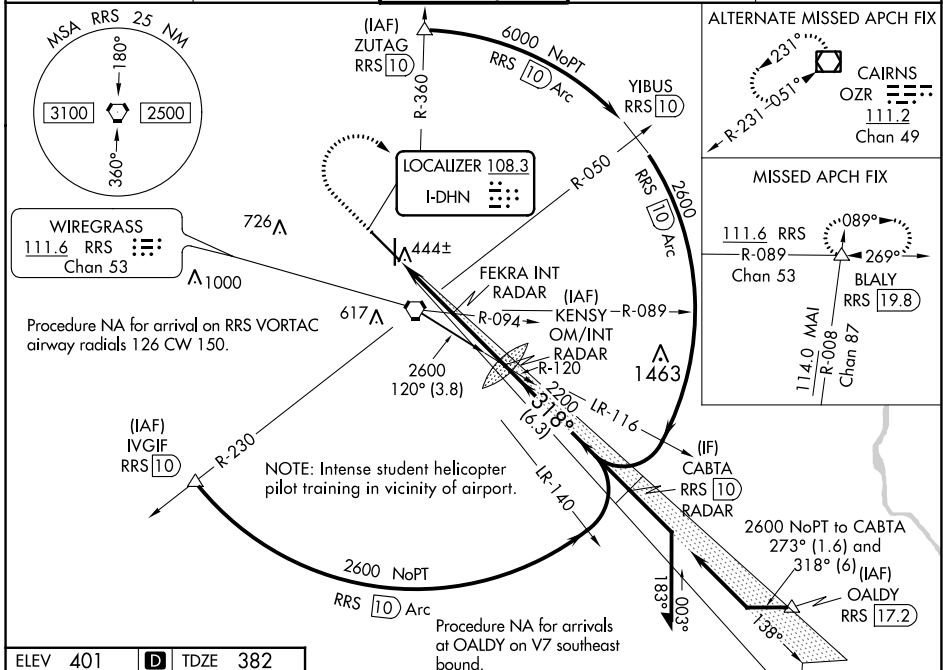 MSA RRS 25 NM
180°
3100
2500
360°
(IAF)
ZUTAG
RRS 10
R-360
6000 NoPT
RRS 10 Arc
YIBUS
RRS 10
R-050
2600
RRS 10 Arc
LOCALIZER 108.3
I-DHN
ALTERNATE MISSED APCH FIX
231°
R-231
051°
CAIRNS
OZR
111.2
Chan 49
MISSED APCH FIX
111.6 RRS
R-089
Chan 53
089°
269°
BLALY
RRS 19.8
114.0 MAI
R-008
Chan 87
WIREGRASS
111.6 RRS
Chan 53
726
1000
444±
617
Procedure NA for arrival on RRS VORTAC
airway radials 126 CW 150.
FEKRA INT
RADAR
(IAF)
KENSY
OM/INT
RADAR
R-094
R-089
R-120
1463
2600
120° (3.8)
2200
318°
(6.3)
LR-116
LR-140
(IF)
CABTA
RRS 10
RADAR
(IAF)
IVGIF
RRS 10
R-230
NOTE: Intense student helicopter
pilot training in vicinity of airport.
2600 NoPT
RRS 10 Arc
183°
003°
2600 NoPT to CABTA
273° (1.6) and
318° (6)
(IAF)
OALDY
RRS 17.2
138°
Procedure NA for arrivals
at OALDY on V7 southeast
bound.
ELEV 401 D TDZE 382